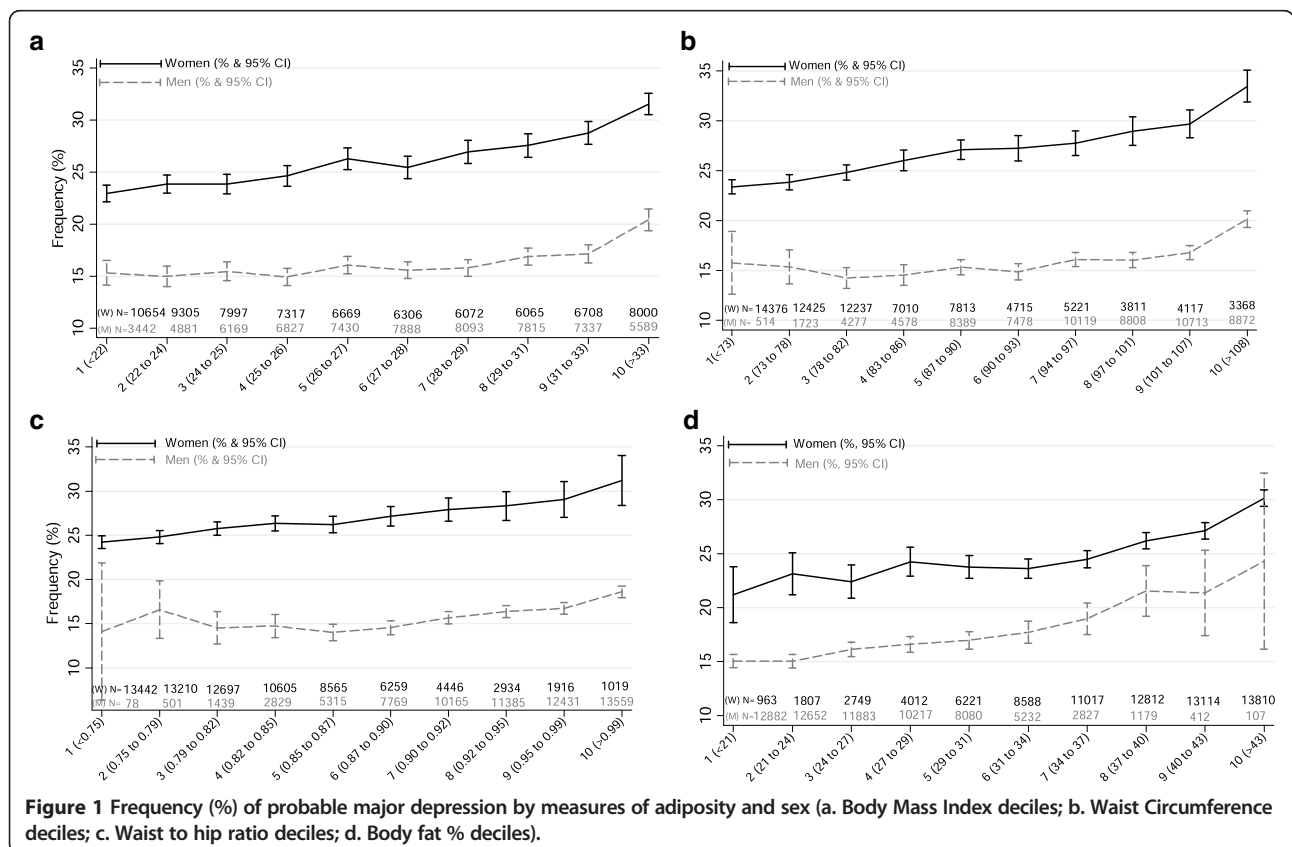 a
Women (% & 95% CI)
Men (% & 95% CI)
Frequency (%)
35
30
25
20
15
10
(W) N= 10654 9305 7997 7317 6669 6306 6072 6065 6708 8000
(M) N= 3442 4881 6169 6827 7430 7888 8093 7815 7337 5589
1 (<22)
2 (22 to 24)
3 (24 to 25)
4 (25 to 26)
5 (26 to 27)
6 (27 to 28)
7 (28 to 29)
8 (29 to 31)
9 (31 to 33)
10 (>33)
b
Women (% & 95% CI)
Men (% & 95% CI)
35
30
25
20
15
10
(W) N= 14376 12425 12237 7010 7813 4715 5221 3811 4117 3368
(M) N= 514 1723 4277 4578 8389 7478 10119 8808 10713 8872
1 (<73)
2 (73 to 78)
3 (78 to 82)
4 (83 to 86)
5 (87 to 90)
6 (90 to 93)
7 (94 to 97)
8 (97 to 101)
9 (101 to 107)
10 (>108)
c
Women (% & 95% CI)
Men (% & 95% CI)
Frequency (%)
35
30
25
20
15
10
(W) N= 13442 13210 12697 10605 8565 6259 4446 2934 1916 1019
(M) N= 78 501 1439 2829 5315 7769 10165 11385 12431 13559
1 (<0.75)
2 (0.75 to 0.79)
3 (0.79 to 0.82)
4 (0.82 to 0.85)
5 (0.85 to 0.87)
6 (0.87 to 0.90)
7 (0.90 to 0.92)
8 (0.92 to 0.95)
9 (0.95 to 0.99)
10 (>0.99)
d
Women (%, 95% CI)
Men (%, 95% CI)
35
30
25
20
15
10
(W) N= 963 1807 2749 4012 6221 8588 11017 12812 13114 13810
(M) N= 12882 12652 11883 10217 8080 5232 2827 1179 412 107
1 (<21)
2 (21 to 24)
3 (24 to 27)
4 (27 to 29)
5 (29 to 31)
6 (31 to 34)
7 (34 to 37)
8 (37 to 40)
9 (40 to 43)
10 (>43)
Figure 1 Frequency (%) of probable major depression by measures of adiposity and sex (a. Body Mass Index deciles; b. Waist Circumference
deciles; c. Waist to hip ratio deciles; d. Body fat % deciles).